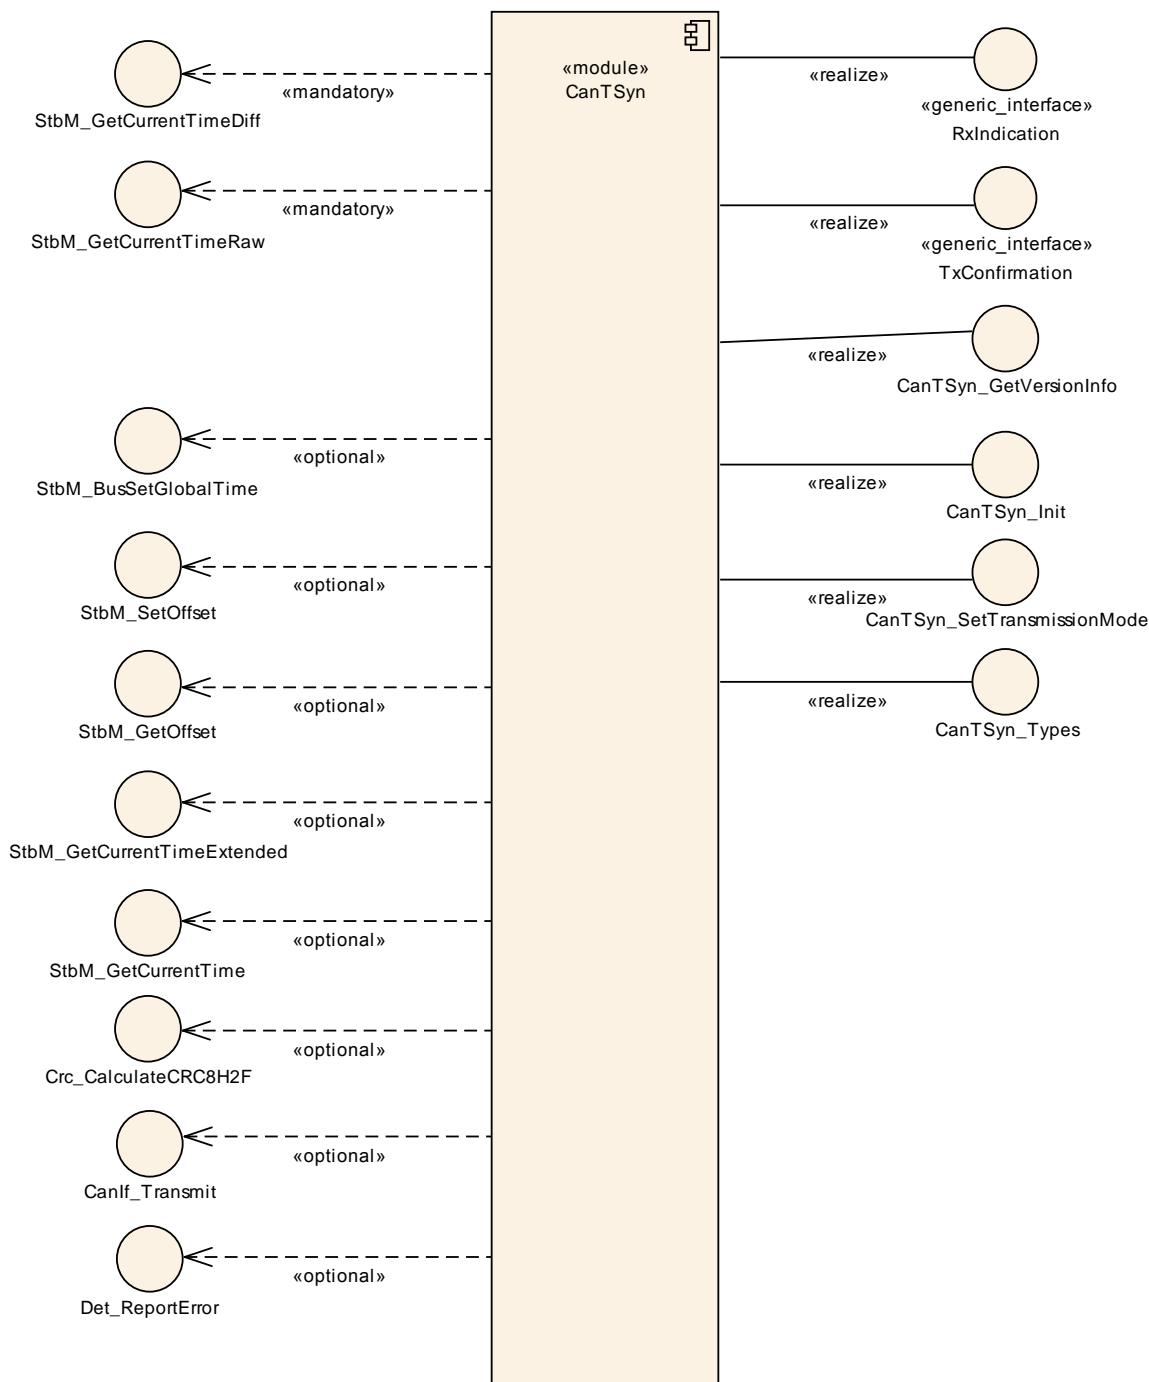 «mandatory»
StbM_GetCurrentTimeDiff
«mandatory»
StbM_GetCurrentTimeRaw
«optional»
StbM_BusSetGlobalTime
«optional»
StbM_SetOffset
«optional»
StbM_GetOffset
«optional»
StbM_GetCurrentTimeExtended
«optional»
StbM_GetCurrentTime
«optional»
Crc_CalculateCRC8H2F
«optional»
CanIf_Transmit
«optional»
Det_ReportError
«module»
CanTSyn
«realize»
«generic_interface»
RxIndication
«realize»
«generic_interface»
TxConfirmation
«realize»
CanTSyn_GetVersionInfo
«realize»
CanTSyn_Init
«realize»
CanTSyn_SetTransmissionMode
«realize»
CanTSyn_Types